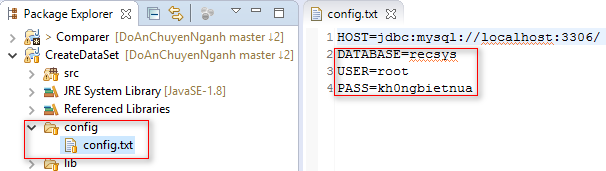 Package Explorer
Comparer [DoAnChuyenNganh master ↓2]
CreateDataSet [DoAnChuyenNganh master ↓2]
src
JRE System Library [JavaSE-1.8]
Referenced Libraries
config
config.txt
lib
config.txt
1 HOST=jdbc:mysql://localhost:3306/
2 DATABASE=recsys
3 USER=root
4 PASS=kh0ngbietnua